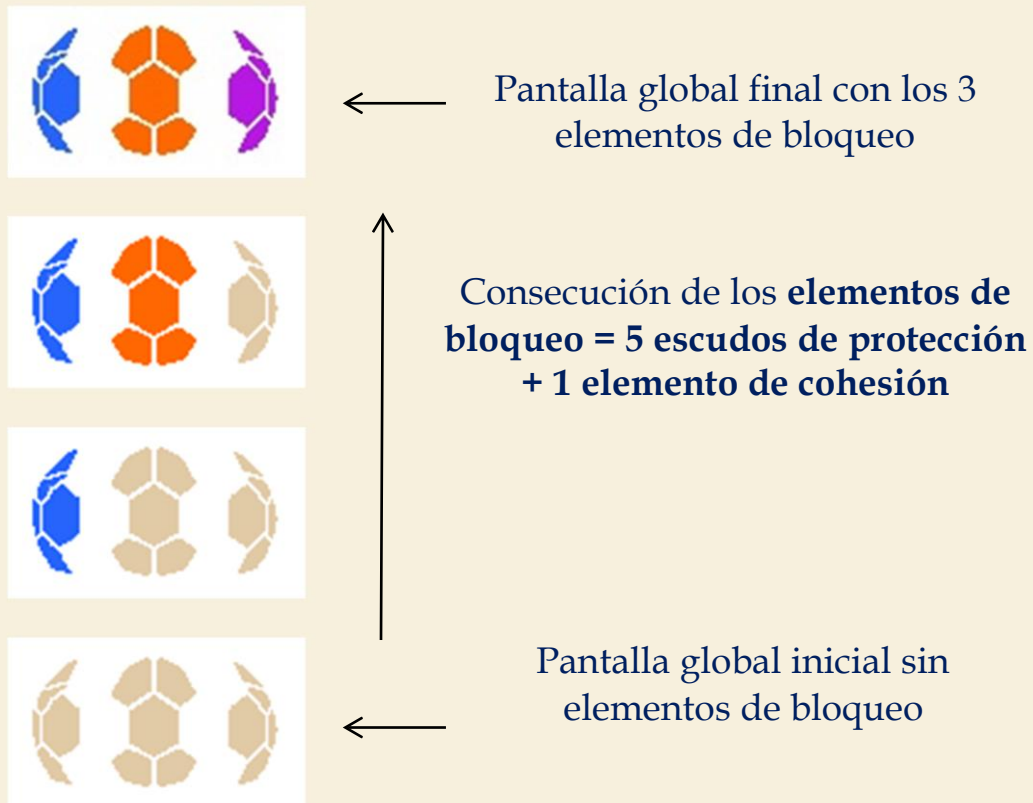 Pantalla global final con los 3
elementos de bloqueo
Consecución de los elementos de
bloqueo = 5 escudos de protección
+ 1 elemento de cohesión
Pantalla global inicial sin
elementos de bloqueo